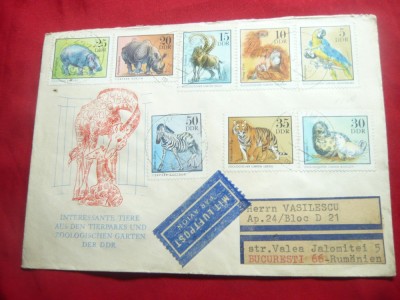 25
DDR
20
DDR
15
DDR
10
DDR
5
DDR
50
DDR
35
DDR
30
DDR
INTERESSANTE TIERE
AUS DEN TIERPARKS UND
ZOOLOGISCHEN GÄRTEN
DER DDR
MIT LUFTPOST
PAR AVION
Herrn VASILESCU
Ap.24/Bloc D 21
str.Valea Jalomitei 5
BUCURESTI 68-Rumänien